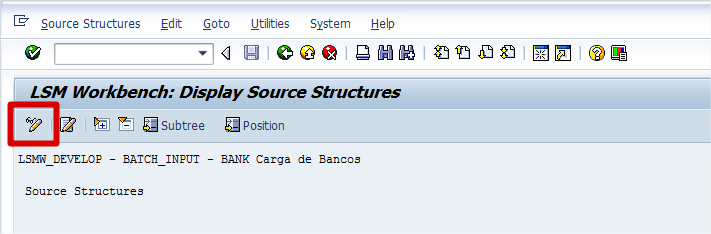 Source Structures Edit Goto Utilities System Help
LSM Workbench: Display Source Structures
Subtree Position
LSMW_DEVELOP - BATCH_INPUT - BANK Carga de Bancos
Source Structures